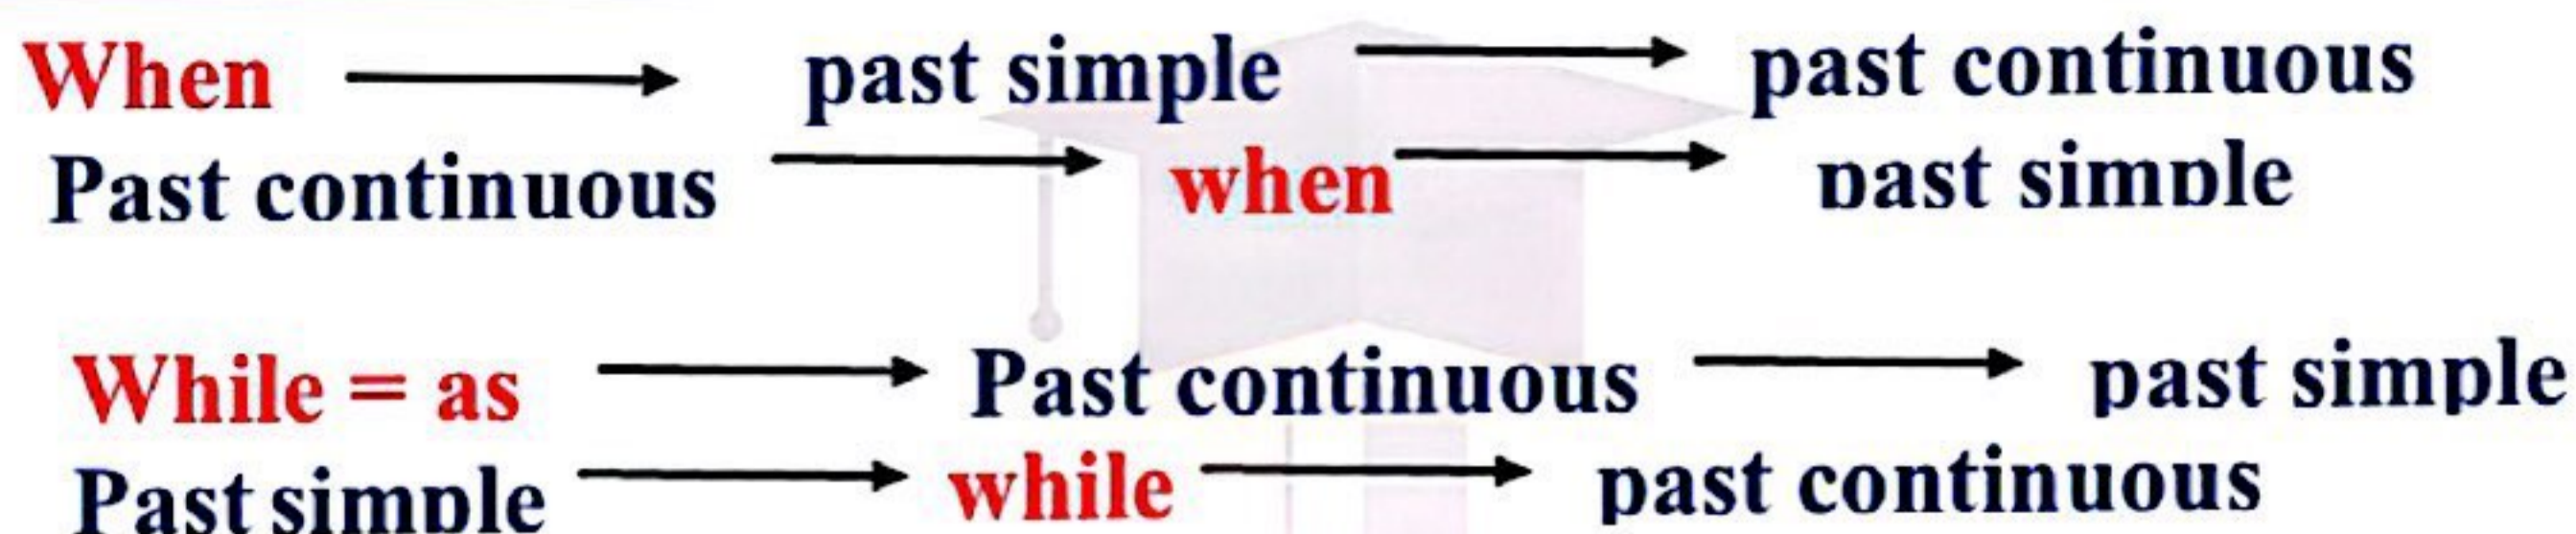 When → past simple → past continuous
Past continuous → when → past simple
While = as → Past continuous → past simple
Past simple → while → past continuous